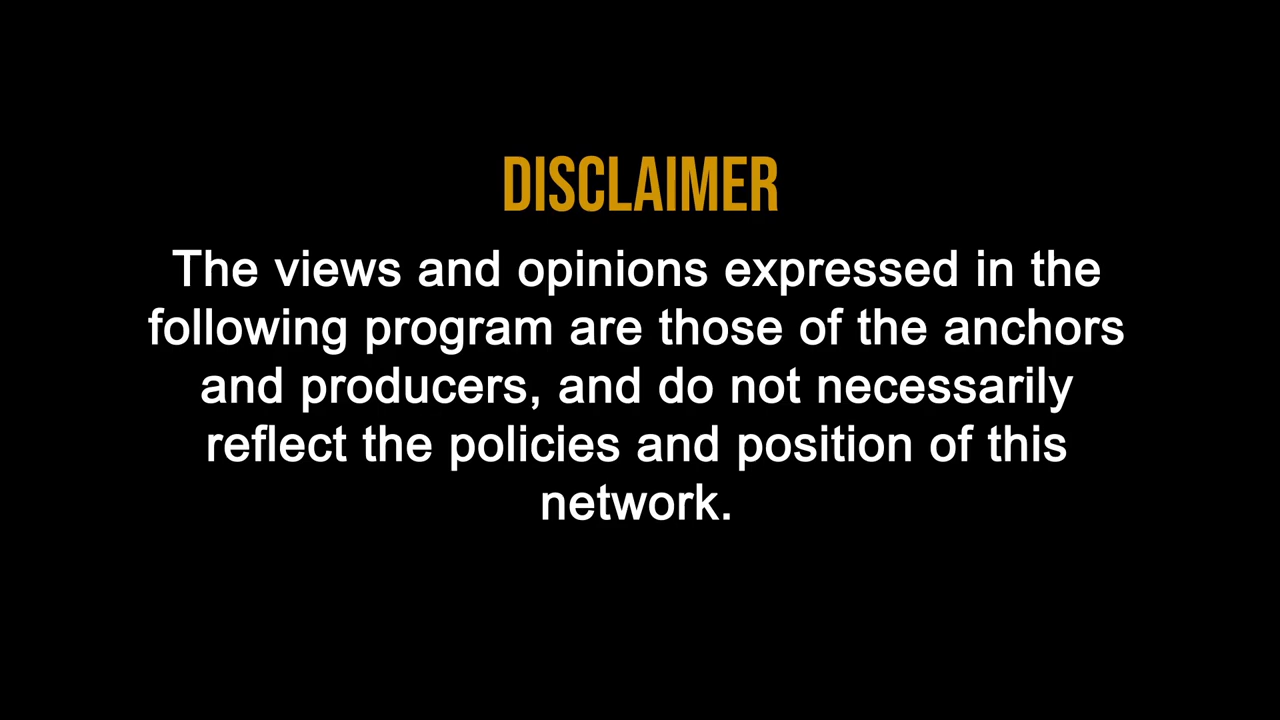 DISCLAIMER
The views and opinions expressed in the
following program are those of the anchors
and producers, and do not necessarily
reflect the policies and position of this
network.